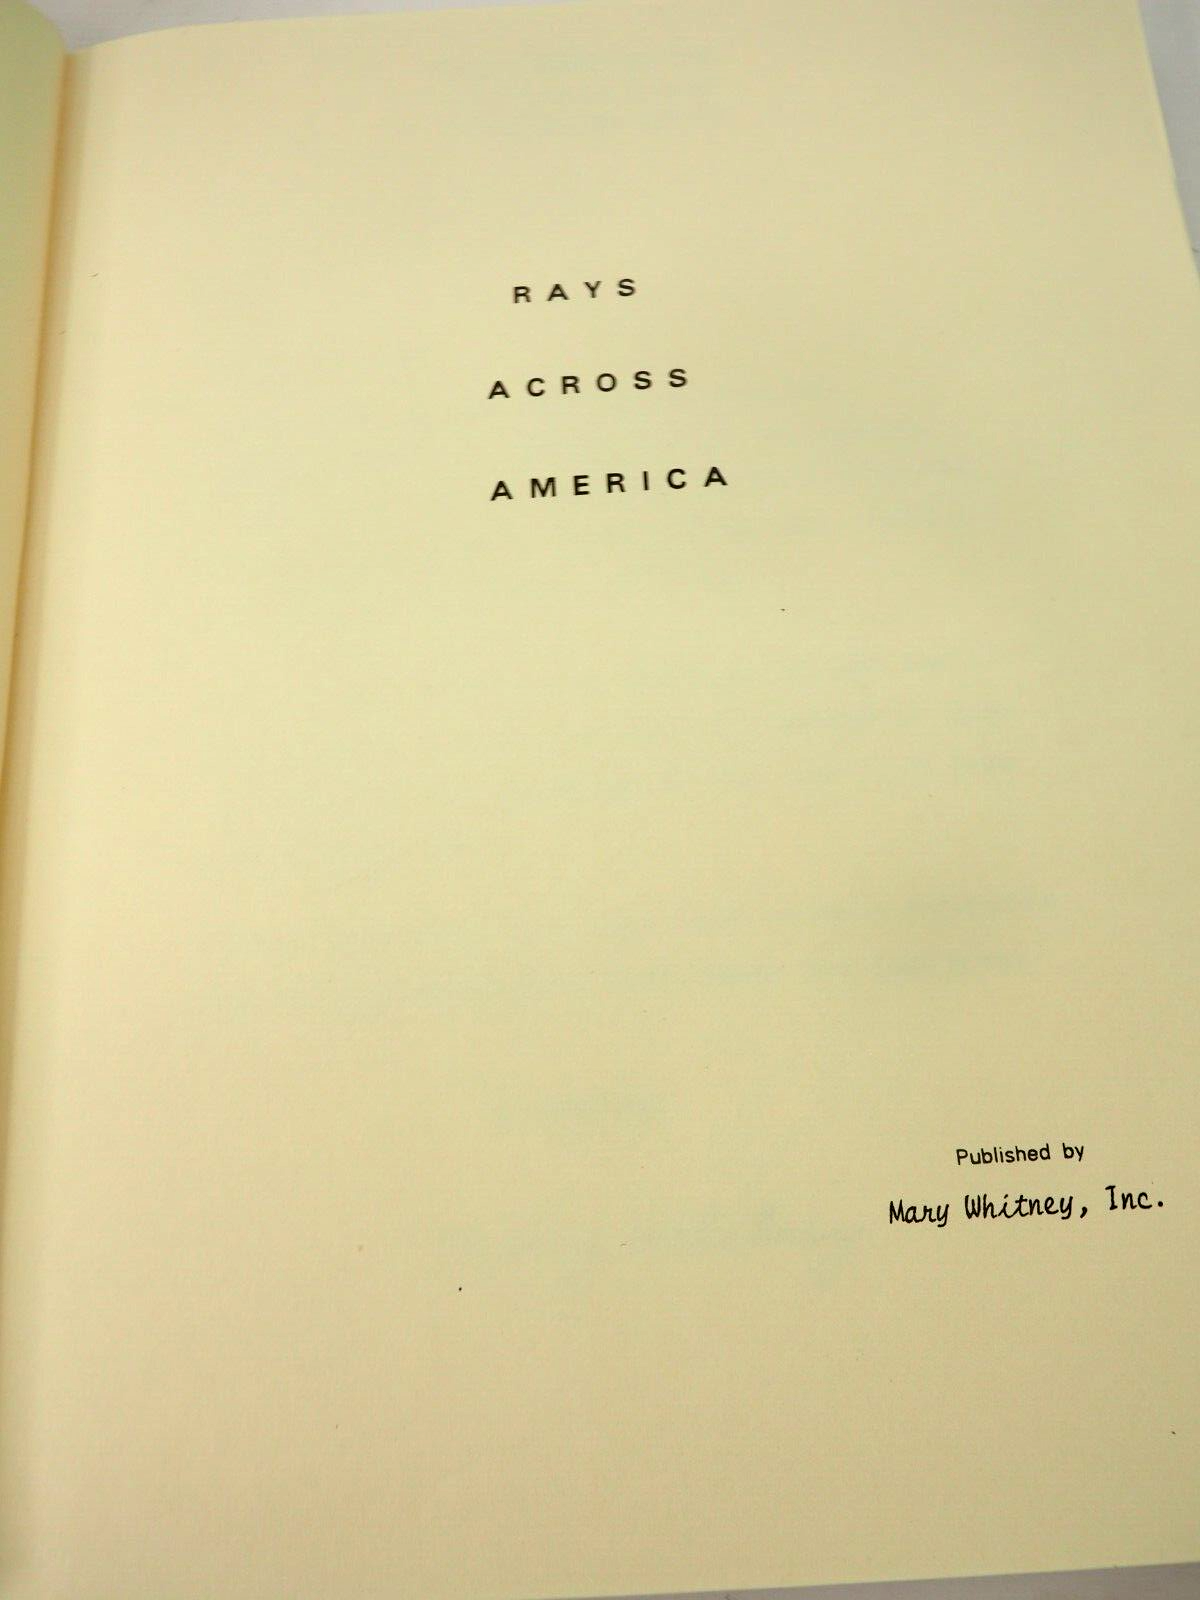 RAYS
ACROSS
AMERICA
Published by
Mary Whitney, Inc.